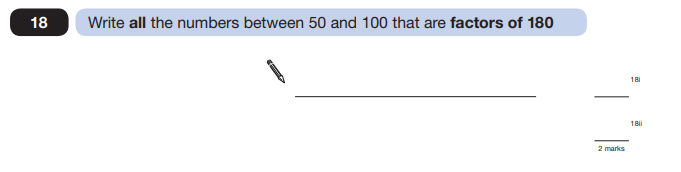 18 Write all the numbers between 50 and 100 that are factors of 180
18i
18ii
2 marks